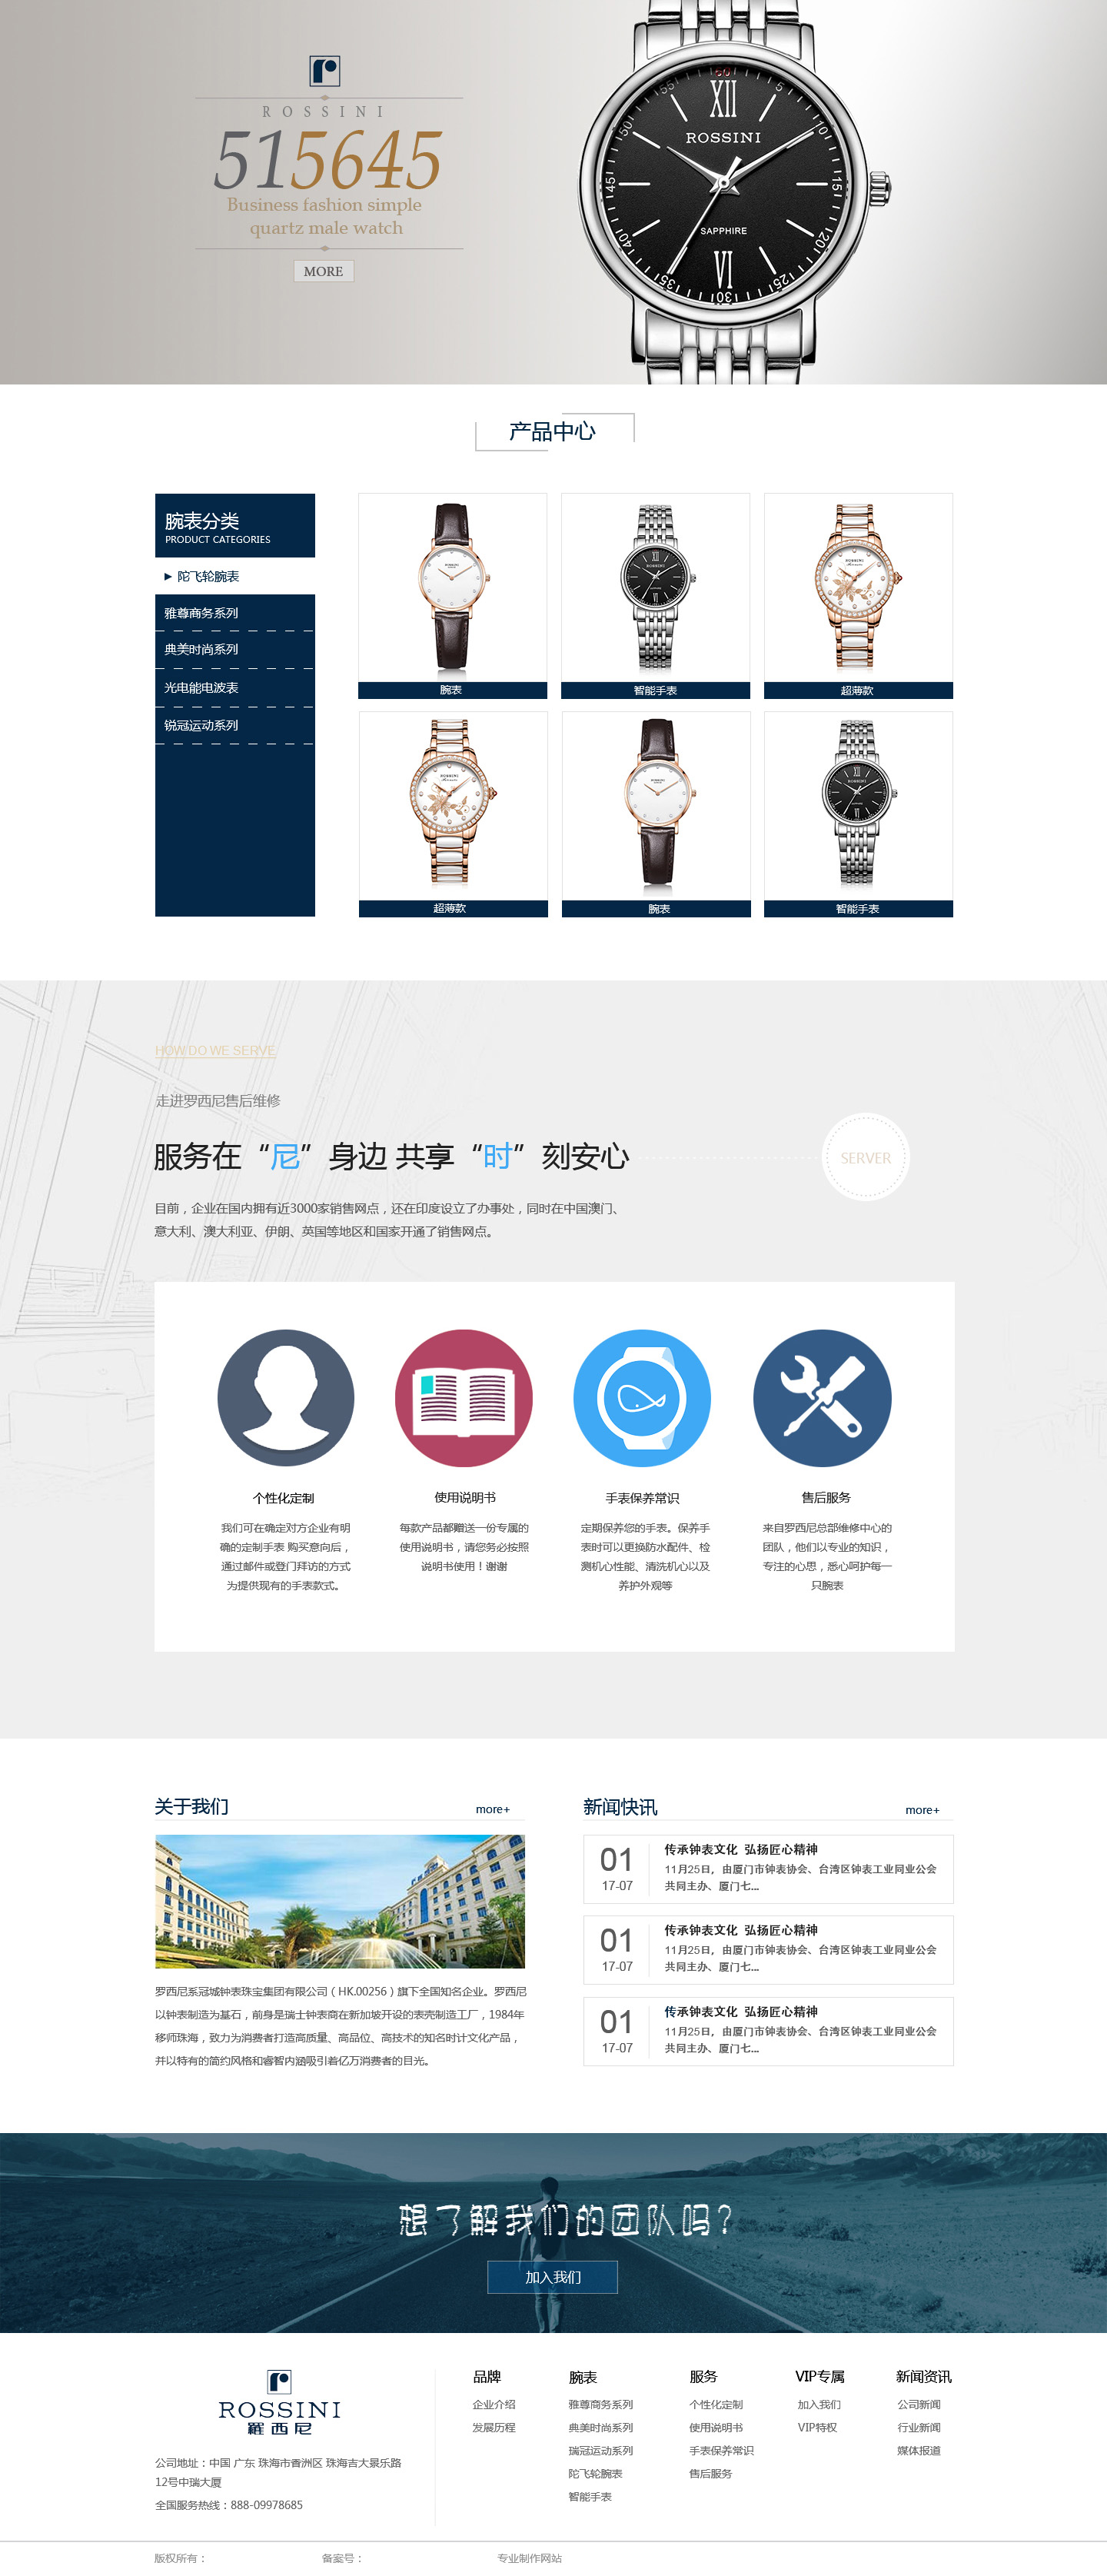 ROSSINI
515645
Business fashion simple
quartz male watch
MORE
50
55
5
10
15
20
25
30
35
40
45
XII
ROSSINI
SAPPHIRE
VI
产品中心
腕表分类
PRODUCT CATEGORIES
► 陀飞轮腕表
雅尊商务系列
典美时尚系列
光电能电波表
锐冠运动系列
腕表
智能手表
超薄款
超薄款
腕表
智能手表
HOW DO WE SERVE
走进罗西尼售后维修
服务在“尼”身边 共享“时”刻安心
SERVER
目前，企业在国内拥有近3000家销售网点，还在印度设立了办事处，同时在中国澳门、
意大利、澳大利亚、伊朗、英国等地区和国家开通了销售网点。
个性化定制
我们可在确定对方企业有明
确的定制手表 购买意向后，
通过邮件或登门拜访的方式
为提供现有的手表款式。
使用说明书
每款产品都赠送一份专属的
使用说明书，请您务必按照
说明书使用！谢谢
手表保养常识
定期保养您的手表。保养手
表时可以更换防水配件、检
测机心性能、清洗机心以及
养护外观等
售后服务
来自罗西尼总部维修中心的
团队，他们以专业的知识，
专注的心思，悉心呵护每一
只腕表
关于我们
more+
罗西尼系冠城钟表珠宝集团有限公司（HK.00256）旗下全国知名企业。罗西尼
以钟表制造为基石，前身是瑞士钟表商在新加坡开设的表壳制造工厂，1984年
移师珠海，致力为消费者打造高质量、高品位、高技术的知名时计文化产品，
并以特有的简约风格和睿智内涵吸引着亿万消费者的目光。
新闻快讯
more+
01
17-07
传承钟表文化 弘扬匠心精神
11月25日，由厦门市钟表协会、台湾区钟表工业同业公会
共同主办、厦门七...
01
17-07
传承钟表文化 弘扬匠心精神
11月25日，由厦门市钟表协会、台湾区钟表工业同业公会
共同主办、厦门七...
01
17-07
传承钟表文化 弘扬匠心精神
11月25日，由厦门市钟表协会、台湾区钟表工业同业公会
共同主办、厦门七...
想了解我们的团队吗？
加入我们
ROSSINI
羅西尼
公司地址：中国 广东 珠海市香洲区 珠海吉大景乐路
12号中瑞大厦
全国服务热线：888-09978685
品牌
企业介绍
发展历程
腕表
雅尊商务系列
典美时尚系列
瑞冠运动系列
陀飞轮腕表
智能手表
服务
个性化定制
使用说明书
手表保养常识
售后服务
VIP专属
加入我们
VIP特权
新闻资讯
公司新闻
行业新闻
媒体报道
版权所有：
备案号：
专业制作网站